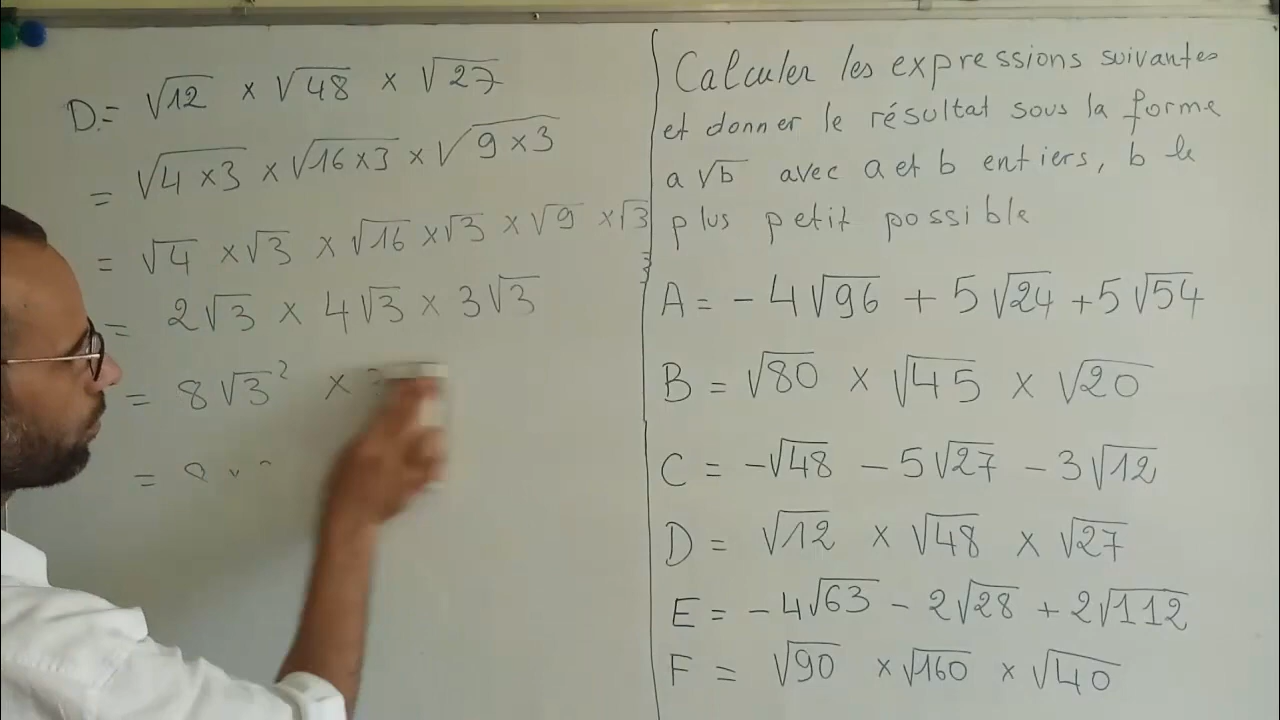 D = √12 × √48 × √27
= √4×3 × √16×3 × √9×3
= √4 × √3 × √16 × √3 × √9 × √3
= 2√3 × 4√3 × 3√3
= 8√3² ×
=
Calculer les expressions suivantes
et donner le résultat sous la forme
a√b avec a et b entiers, b le
plus petit possible
A = -4√96 + 5√24 + 5√54
B = √80 × √45 × √20
C = -√48 - 5√27 - 3√12
D = √12 × √48 × √27
E = -4√63 - 2√28 + 2√112
F = √90 × √160 × √40